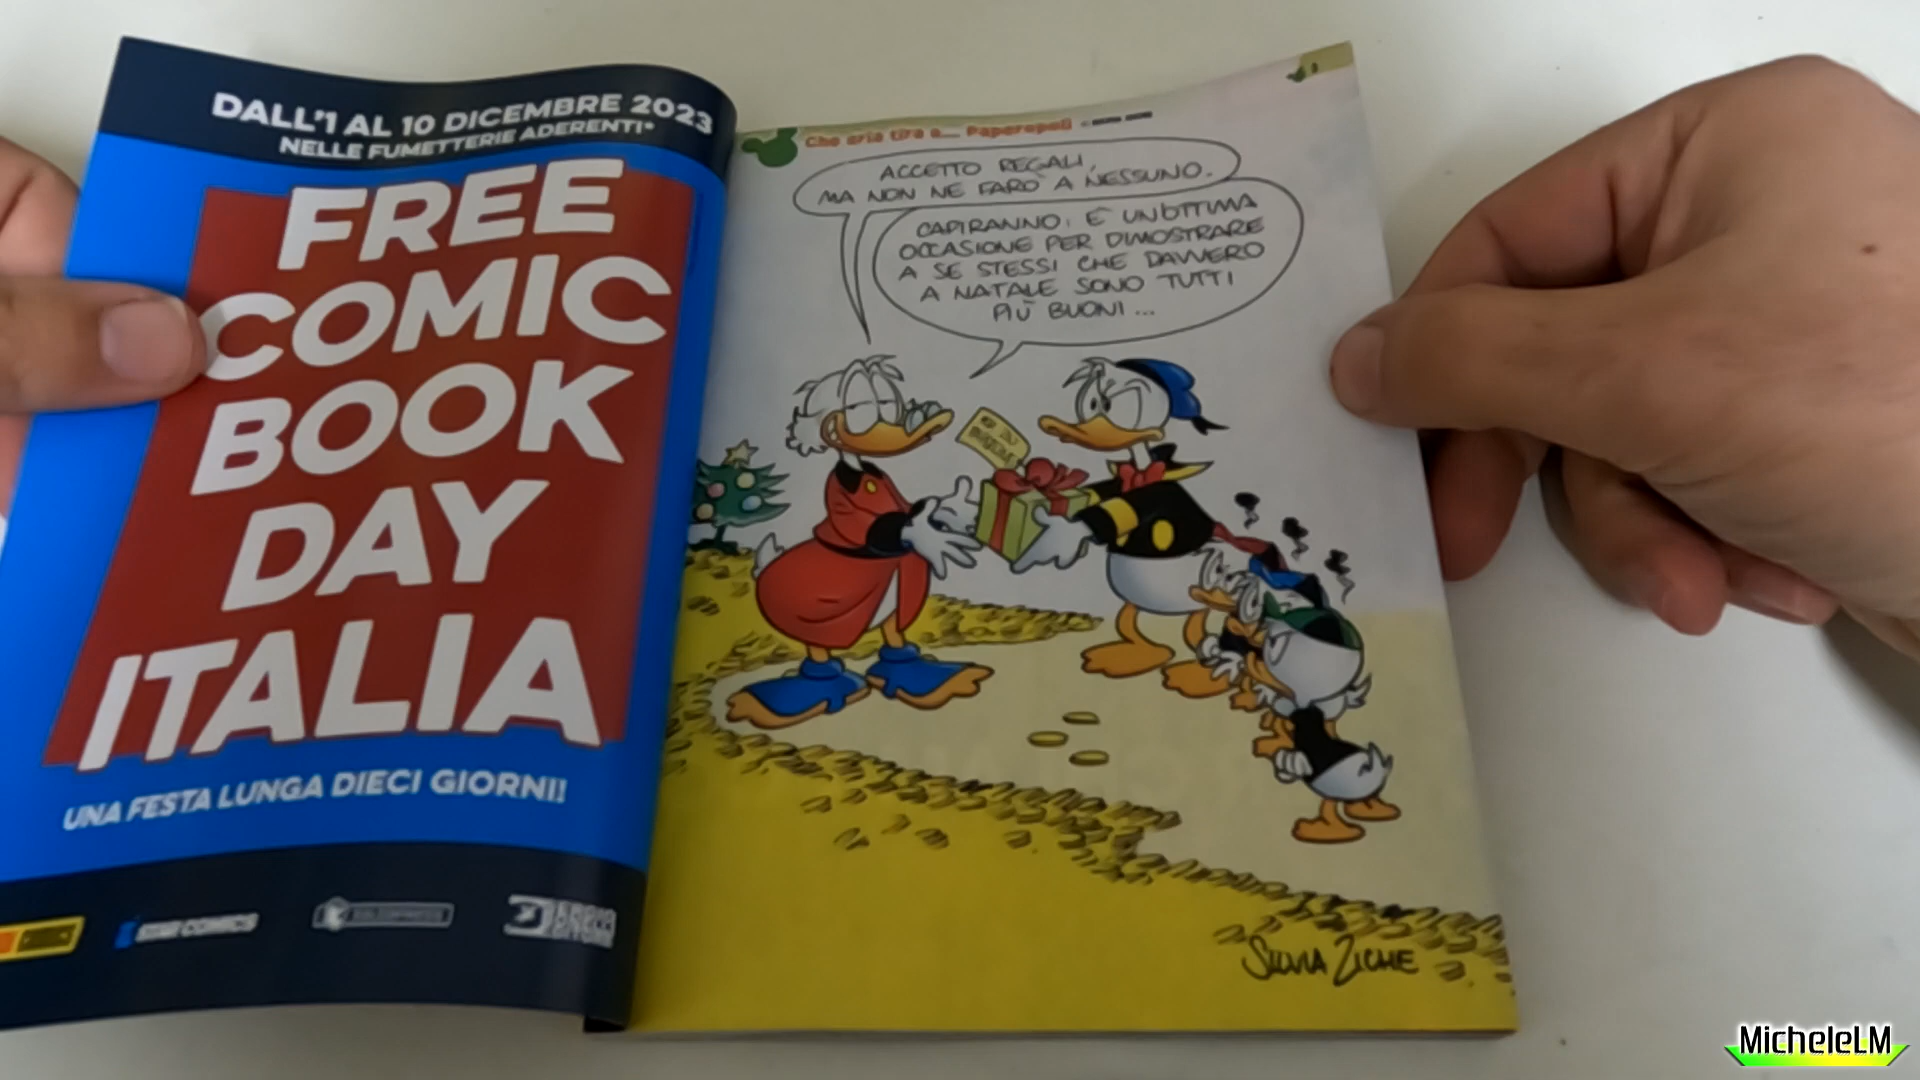 DALL'1 AL 10 DICEMBRE 2023
NELLE FUMETTERIE ADERENTI*
FREE
COMIC
BOOK
DAY
ITALIA
UNA FESTA LUNGA DIECI GIORNI!
STAR COMICS
Che aria tira a... Paperopoli
ACCETTO REGALI,
MA NON NE FARÒ A NESSUNO.
CAPIRANNO: È UN'OTTIMA
OCCASIONE PER DIMOSTRARE
A SE STESSI CHE DAVVERO
A NATALE SONO TUTTI
PIÙ BUONI...
SILVIA ZICHE
MicheleLM